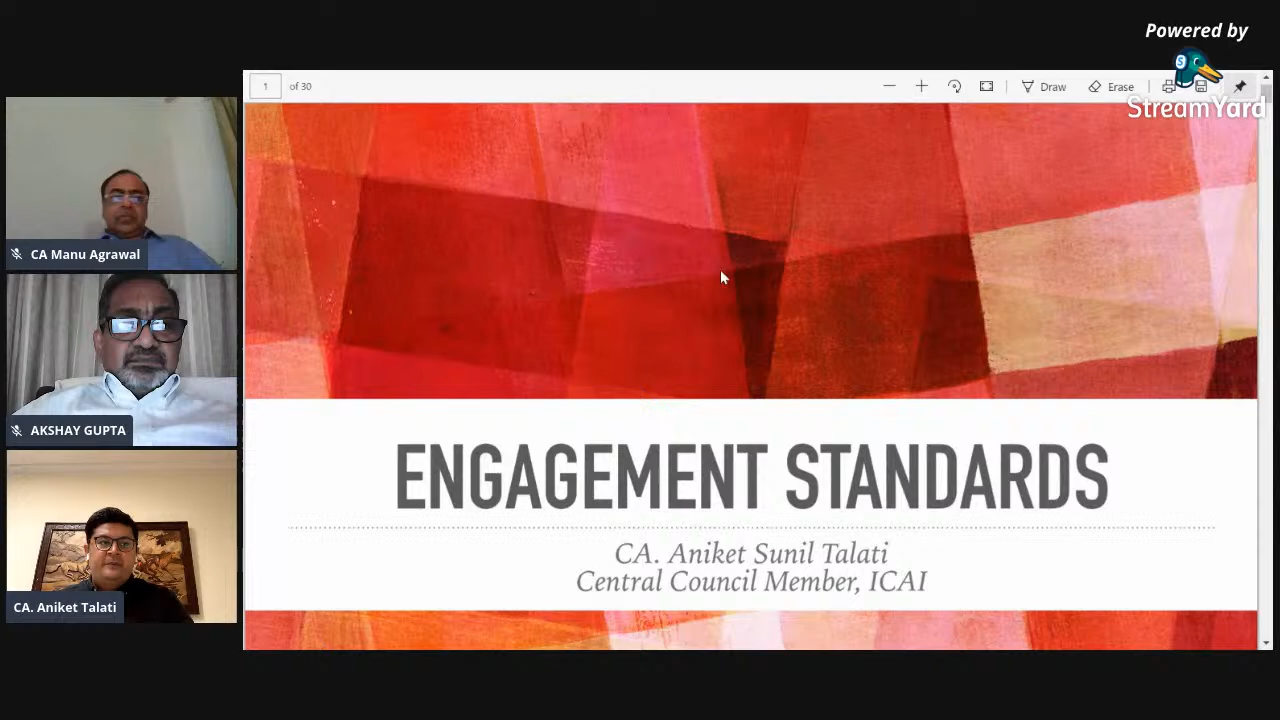 Powered by
StreamYard
1 of 30
Draw
Erase
CA Manu Agrawal
AKSHAY GUPTA
CA. Aniket Talati
ENGAGEMENT STANDARDS
CA. Aniket Sunil Talati
Central Council Member, ICAI